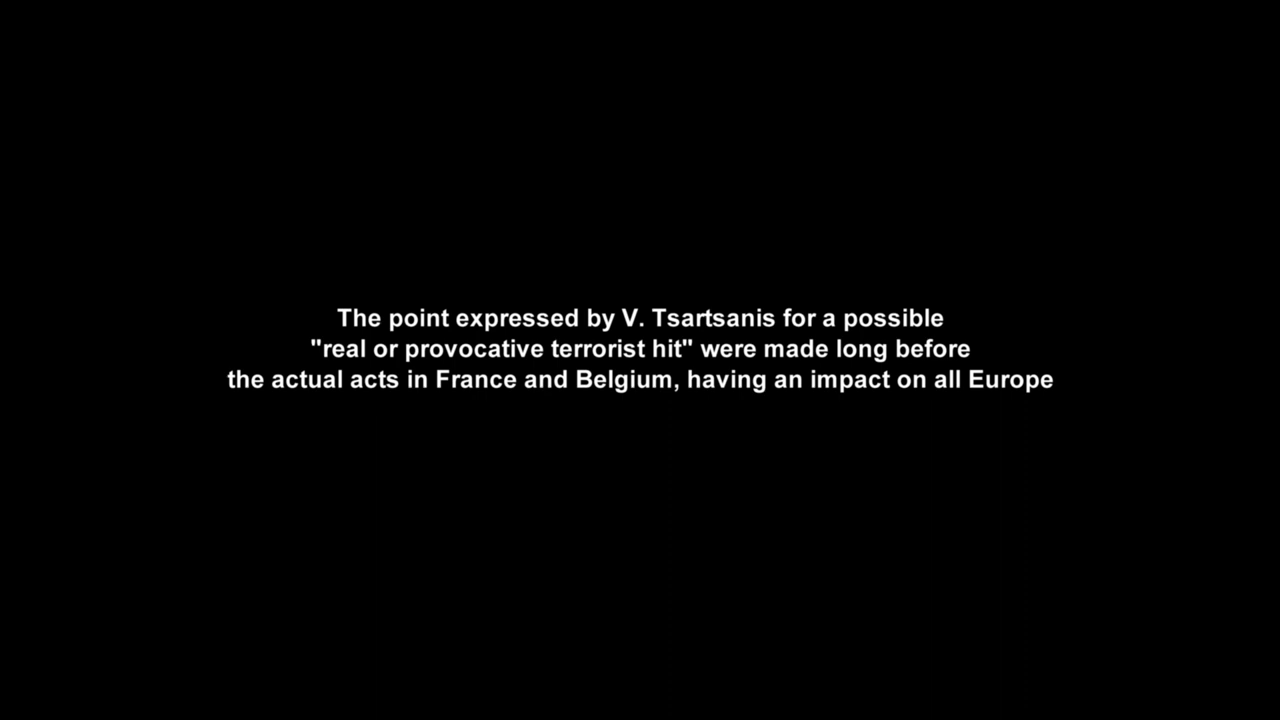 The point expressed by V. Tsartsanis for a possible
"real or provocative terrorist hit" were made long before
the actual acts in France and Belgium, having an impact on all Europe